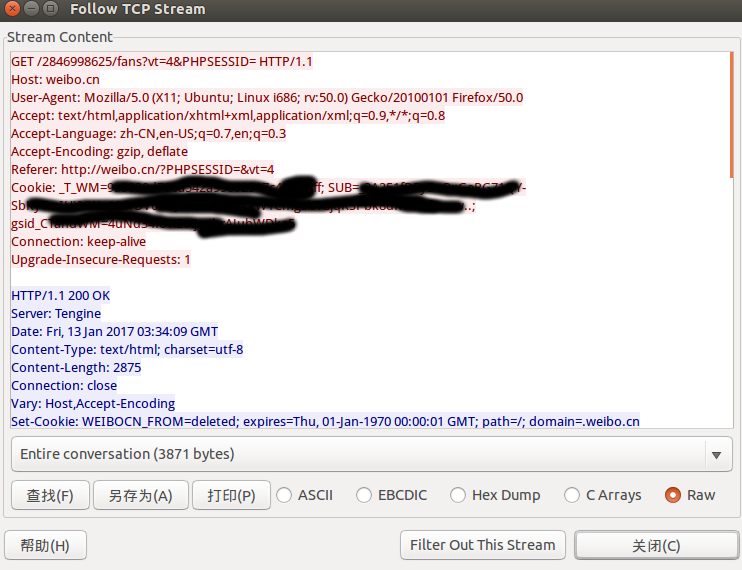 Follow TCP Stream
Stream Content
GET /2846998625/fans?vt=4&PHPSESSID= HTTP/1.1
Host: weibo.cn
User-Agent: Mozilla/5.0 (X11; Ubuntu; Linux i686; rv:50.0) Gecko/20100101 Firefox/50.0
Accept: text/html,application/xhtml+xml,application/xml;q=0.9,*/*;q=0.8
Accept-Language: zh-CN,en-US;q=0.7,en;q=0.3
Accept-Encoding: gzip, deflate
Referer: http://weibo.cn/?PHPSESSID=&vt=4
Cookie: SUB=
Connection: keep-alive
Upgrade-Insecure-Requests: 1
HTTP/1.1 200 OK
Server: Tengine
Date: Fri, 13 Jan 2017 03:34:09 GMT
Content-Type: text/html; charset=utf-8
Content-Length: 2875
Connection: close
Vary: Host,Accept-Encoding
Set-Cookie: WEIBOCN_FROM=deleted; expires=Thu, 01-Jan-1970 00:00:01 GMT; path=/; domain=.weibo.cn
Entire conversation (3871 bytes)
查找(F) 另存为(A) 打印(P) ASCII EBCDIC Hex Dump C Arrays Raw
帮助(H) Filter Out This Stream 关闭(C)